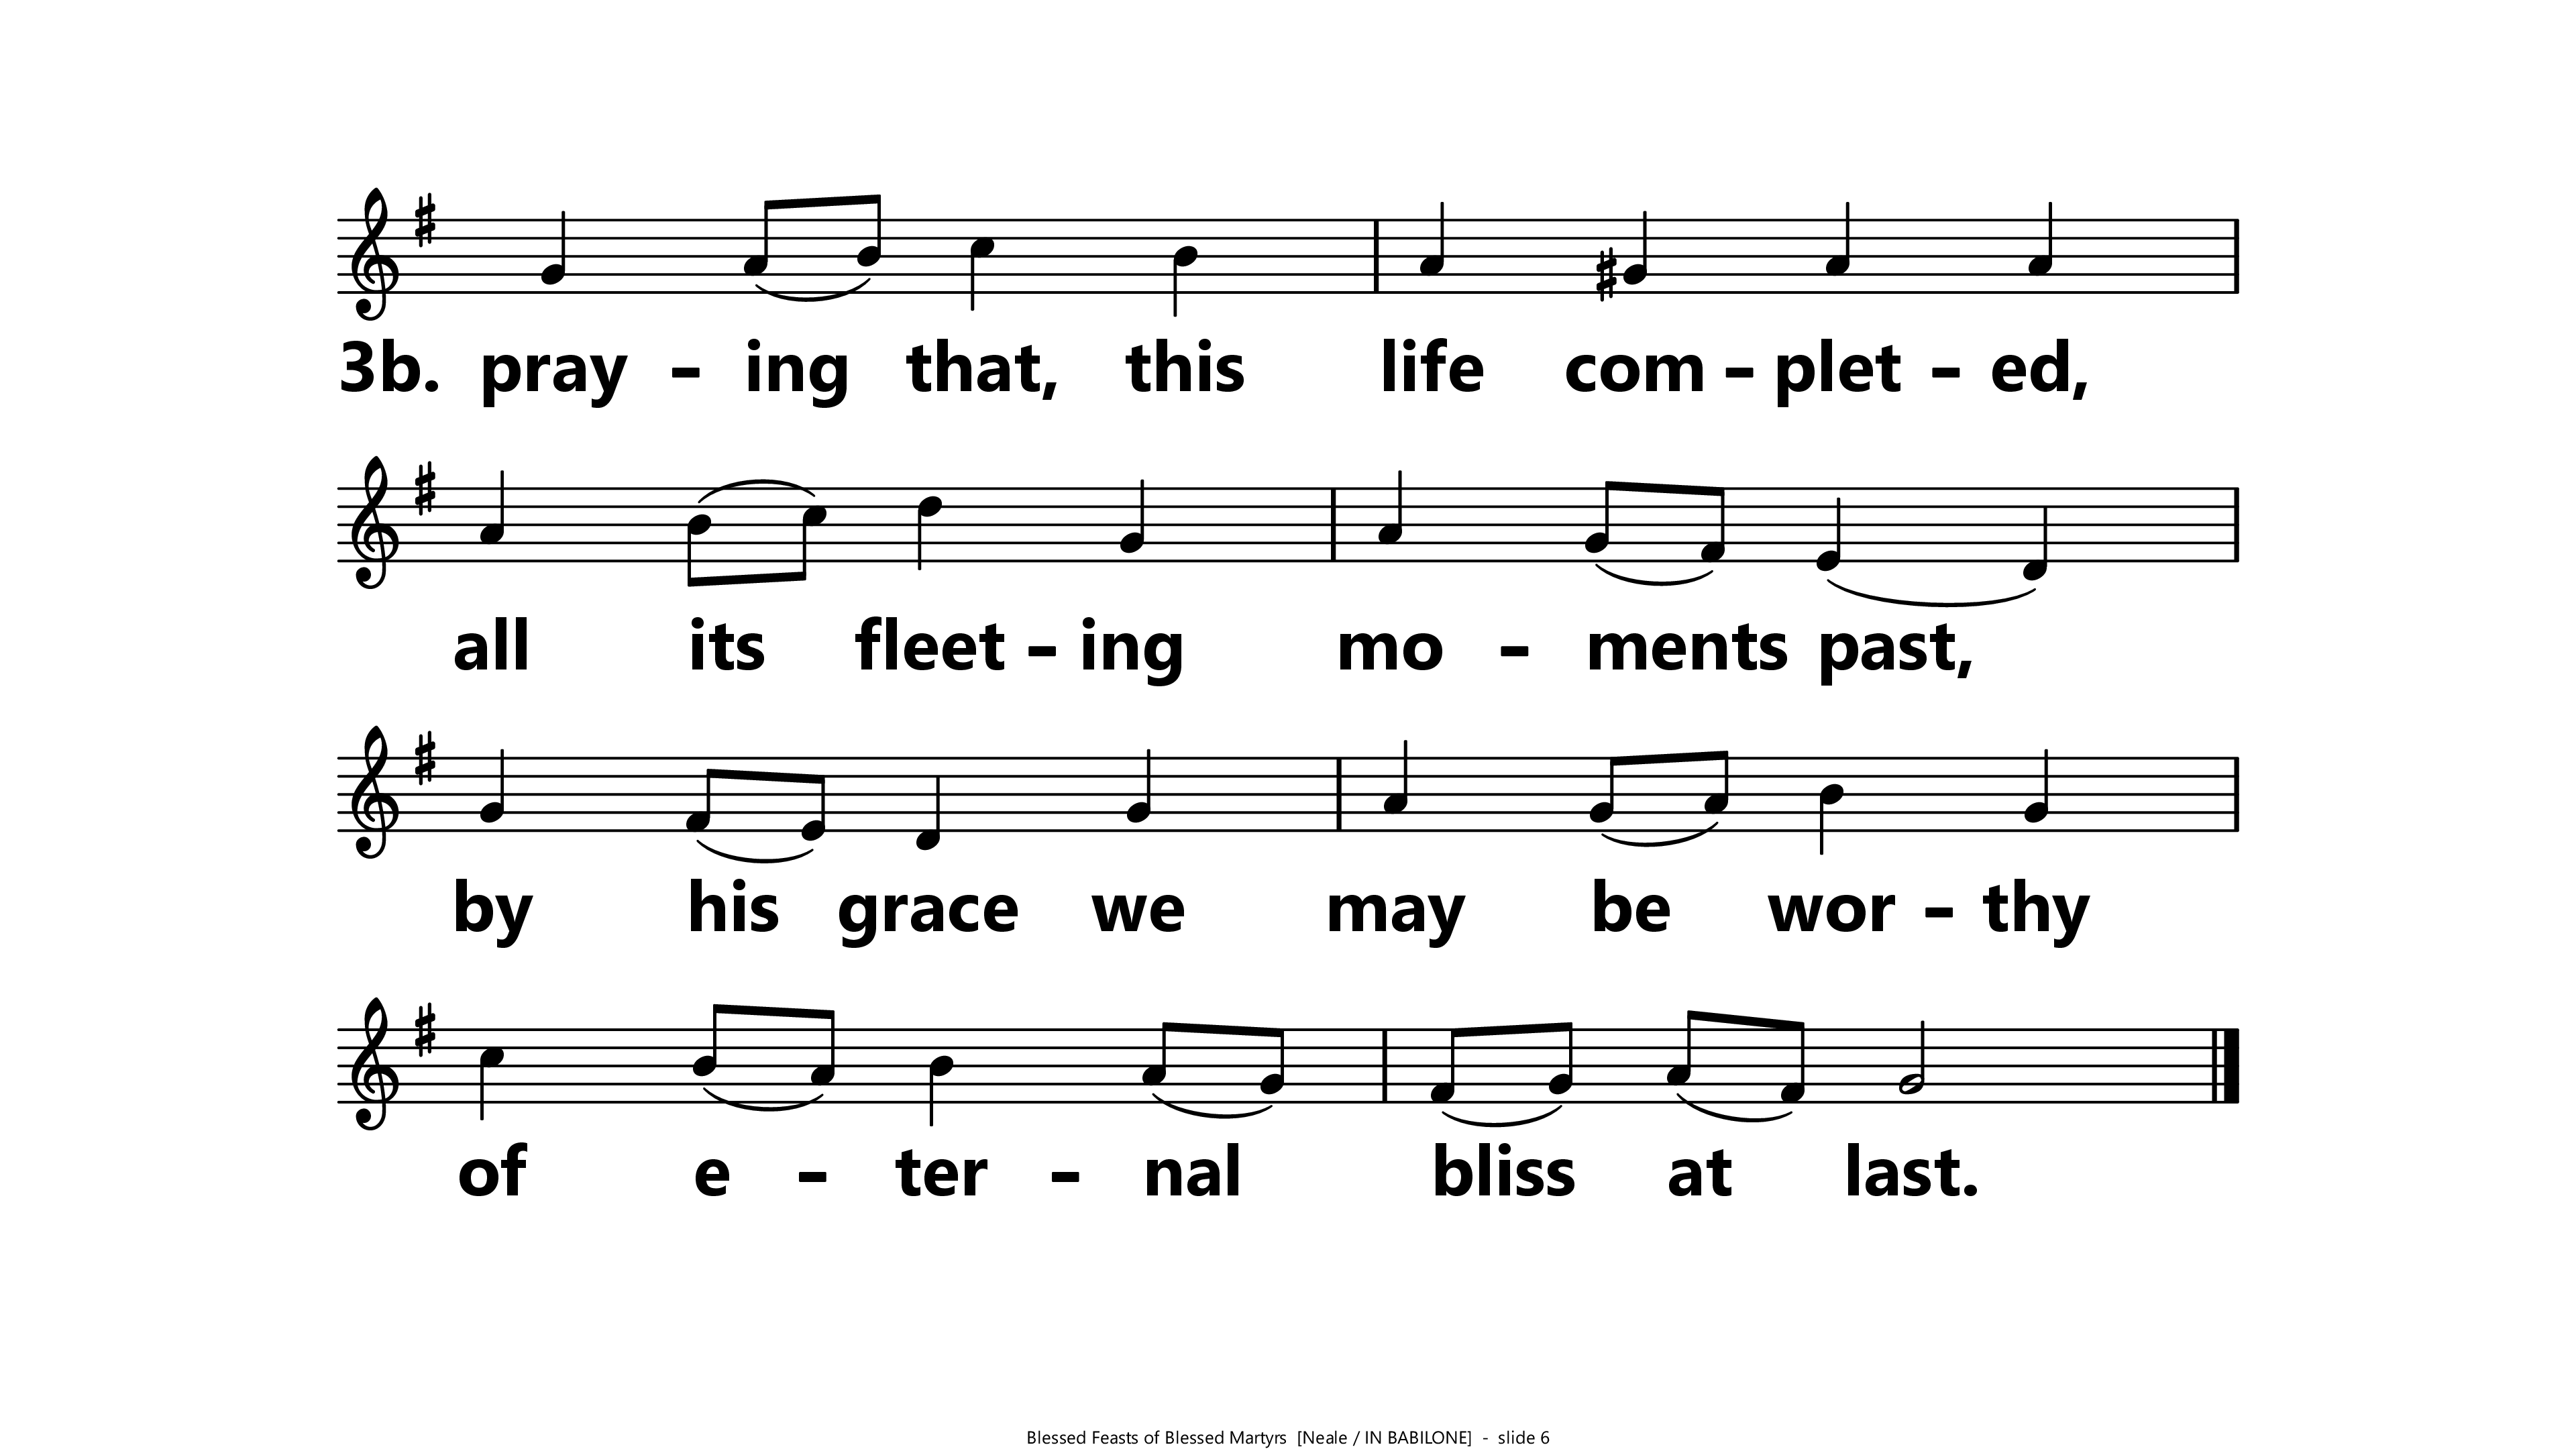 3b. pray - ing that, this life com - plet - ed,
all its fleet - ing mo - ments past,
by his grace we may be wor - thy
of e - ter - nal bliss at last.
Blessed Feasts of Blessed Martyrs [Neale / IN BABILONE] - slide 6